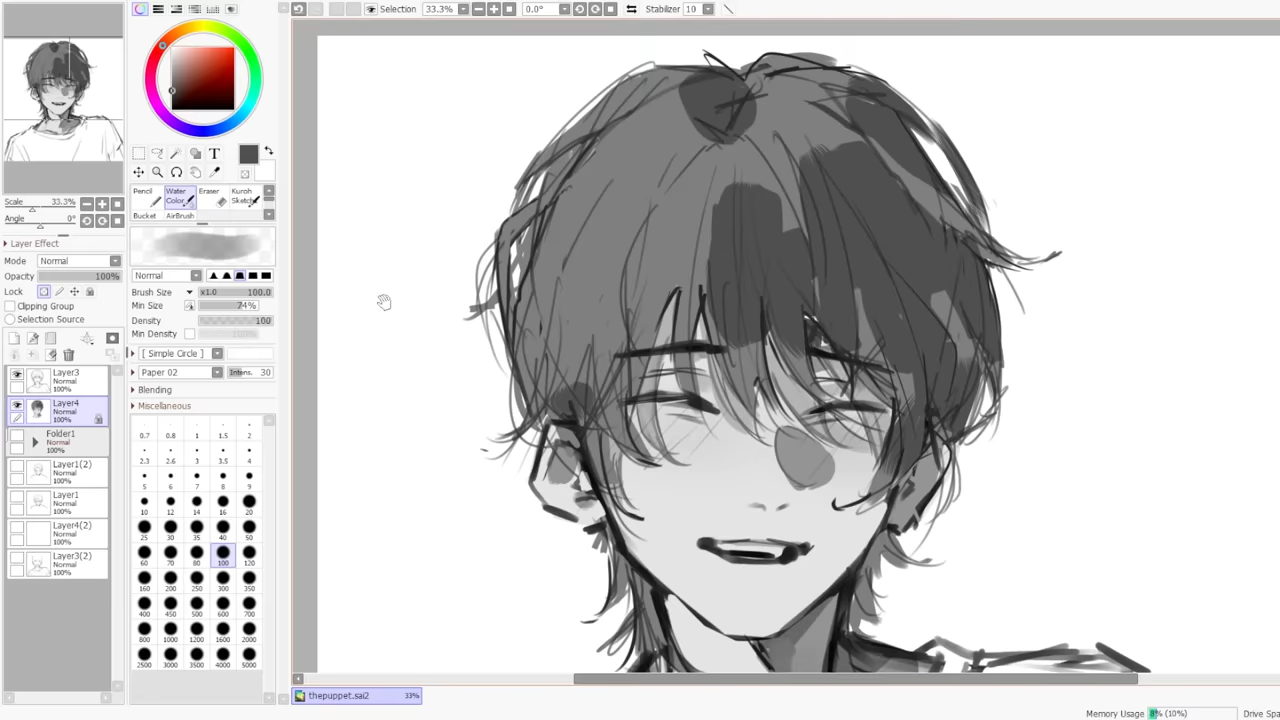 Selection 33.3% 0.0° Stabilizer 10
T
Scale 33.3%
Angle 0°
Layer Effect
Mode Normal
Opacity 100%
Lock
Clipping Group
Selection Source
Pencil Water Color Eraser Kuroh Sketch
Bucket AirBrush
Normal
Brush Size x1.0 100.0
Min Size 74%
Density 100
Min Density 100%
[ Simple Circle ]
Paper 02 Intens. 30
Blending
Miscellaneous
0.7 0.8 1 1.5 2
2.3 2.6 3 3.5 4
5 6 7 8 9
10 12 14 16 20
25 30 35 40 50
60 70 80 100 120
160 200 250 300 350
400 450 500 600 700
800 1000 1200 1600 2000
2500 3000 3500 4000 5000
Layer3
Normal
100%
Layer4
Normal
100%
Folder1
Normal
100%
Layer1(2)
Normal
100%
Layer1
Normal
100%
Layer4(2)
Normal
100%
Layer3(2)
Normal
100%
thepuppet.sai2 33%
Memory Usage 8% (10%) Drive Spa